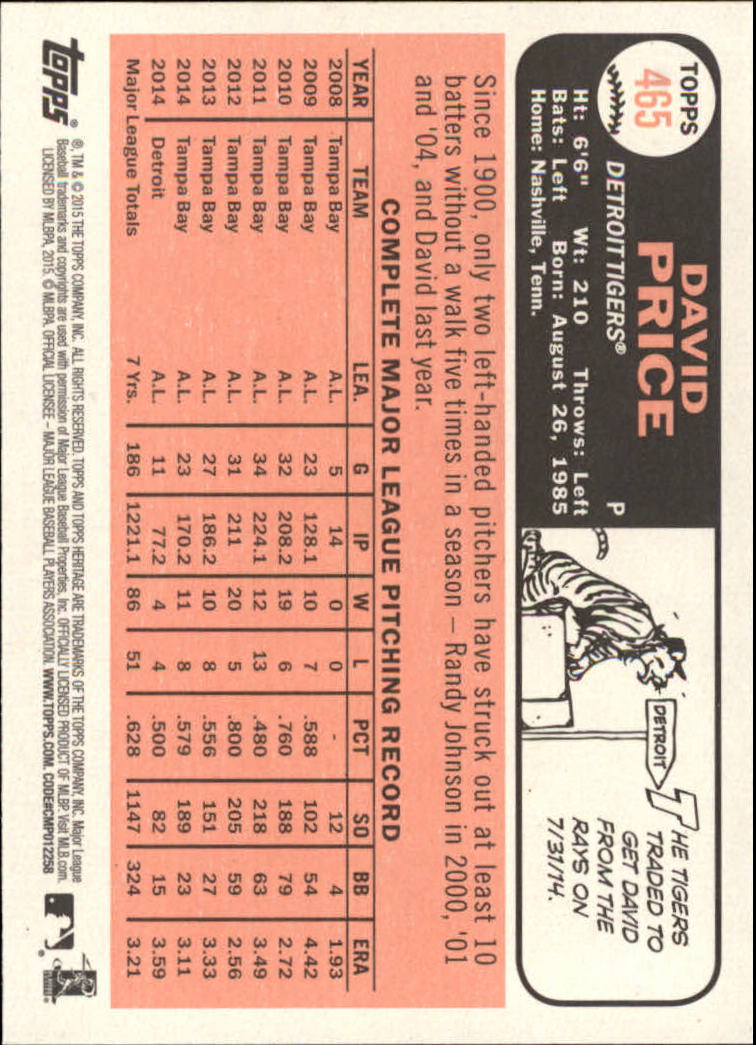 TOPPS
465
DAVID
PRICE
DETROIT TIGERS® P
Ht: 6'6" Wt: 210 Throws: Left
Bats: Left Born: August 26, 1985
Home: Nashville, Tenn.
DETROIT
THE TIGERS
TRADED TO
GET DAVID
FROM THE
RAYS ON
7/31/14.
Since 1900, only two left-handed pitchers have struck out at least 10
batters without a walk five times in a season – Randy Johnson in 2000, '01
and '04, and David last year.
COMPLETE MAJOR LEAGUE PITCHING RECORD
YEAR TEAM LEA. G IP W L PCT SO BB ERA
2008 Tampa Bay A.L. 5 14 0 0 - 12 4 1.93
2009 Tampa Bay A.L. 23 128.1 10 7 .588 102 54 4.42
2010 Tampa Bay A.L. 32 208.2 19 6 .760 188 79 2.72
2011 Tampa Bay A.L. 34 224.1 12 13 .480 218 63 3.49
2012 Tampa Bay A.L. 31 211 20 5 .800 205 59 2.56
2013 Tampa Bay A.L. 27 186.2 10 8 .556 151 27 3.33
2014 Tampa Bay A.L. 23 170.2 11 8 .579 189 23 3.11
2014 Detroit A.L. 11 77.2 4 4 .500 82 15 3.59
Major League Totals 7 Yrs. 186 1221.1 86 51 .628 1147 324 3.21
topps®
®, TM & © 2015 THE TOPPS COMPANY, INC. ALL RIGHTS RESERVED. TOPPS AND TOPPS HERITAGE ARE TRADEMARKS OF THE TOPPS COMPANY, INC. Major League
Baseball trademarks and copyrights are used with permission of Major League Baseball Properties, Inc. OFFICIALLY LICENSED PRODUCT OF MLBP. Visit MLB.com.
LICENSED BY MLBPA, 2015. © MLBPA. OFFICIAL LICENSEE – MAJOR LEAGUE BASEBALL PLAYERS ASSOCIATION. WWW.TOPPS.COM. CODE#CMP012258